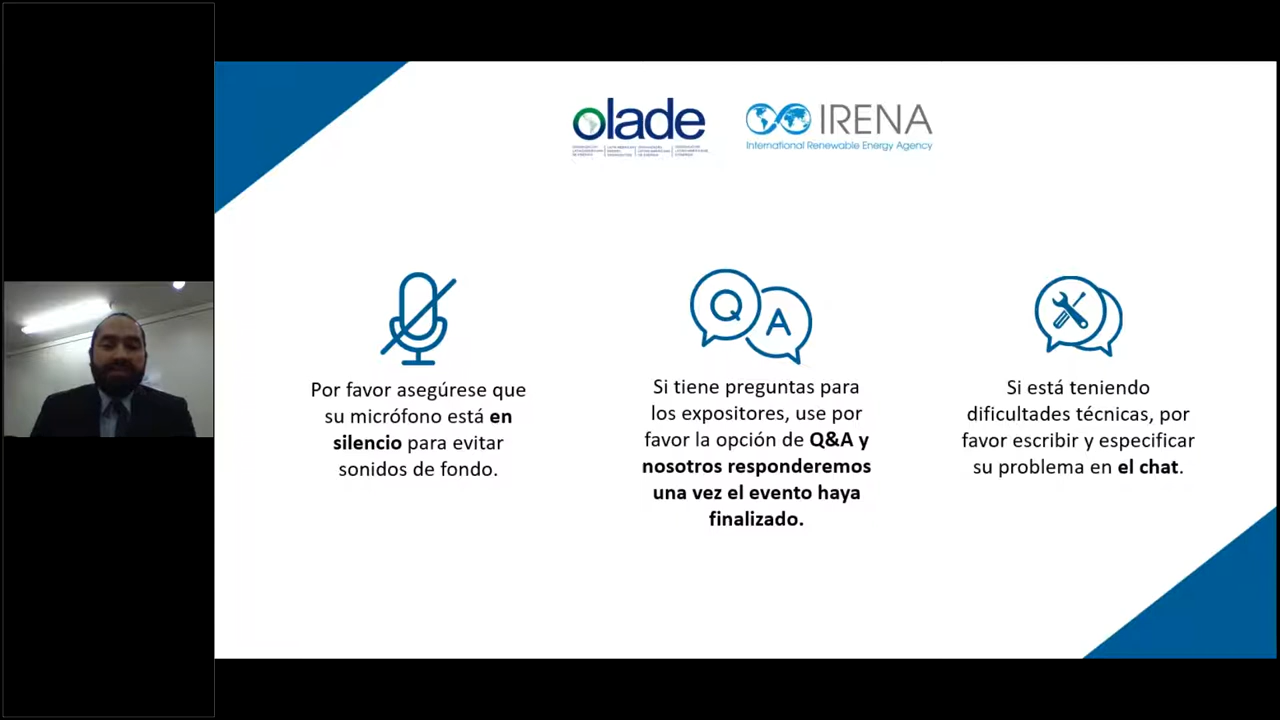 olade
IRENA
International Renewable Energy Agency
Q
A
Por favor asegúrese que
su micrófono está en
silencio para evitar
sonidos de fondo.
Si tiene preguntas para
los expositores, use por
favor la opción de Q&A y
nosotros responderemos
una vez el evento haya
finalizado.
Si está teniendo
dificultades técnicas, por
favor escribir y especificar
su problema en el chat.